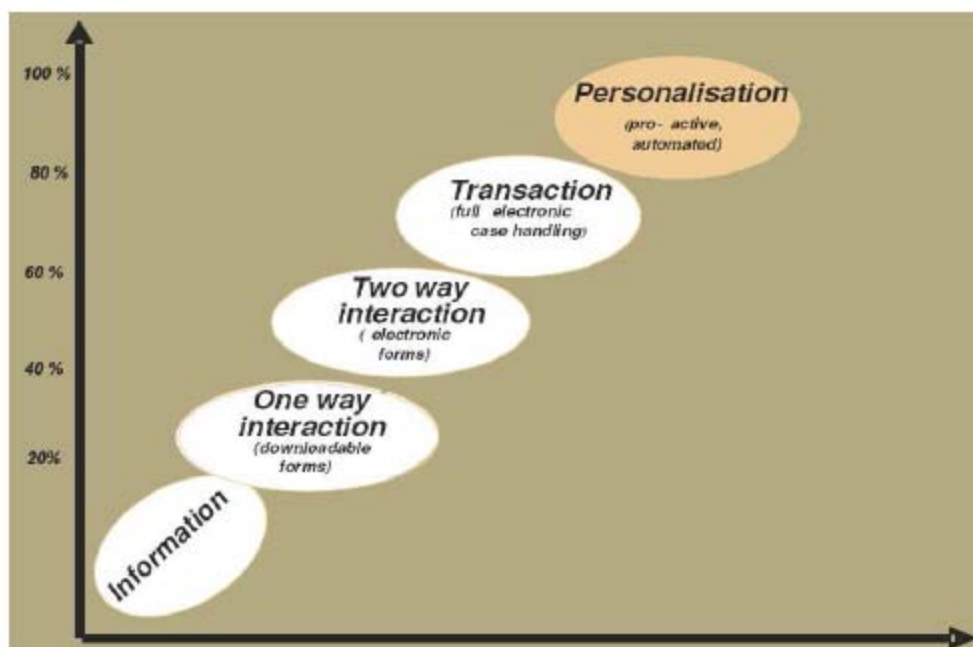 100 %
Personalisation
(pro- active,
automated)
80 %
Transaction
(full electronic
case handling)
60 %
Two way
interaction
( electronic
forms)
40 %
One way
interaction
(downloadable
forms)
20%
Information